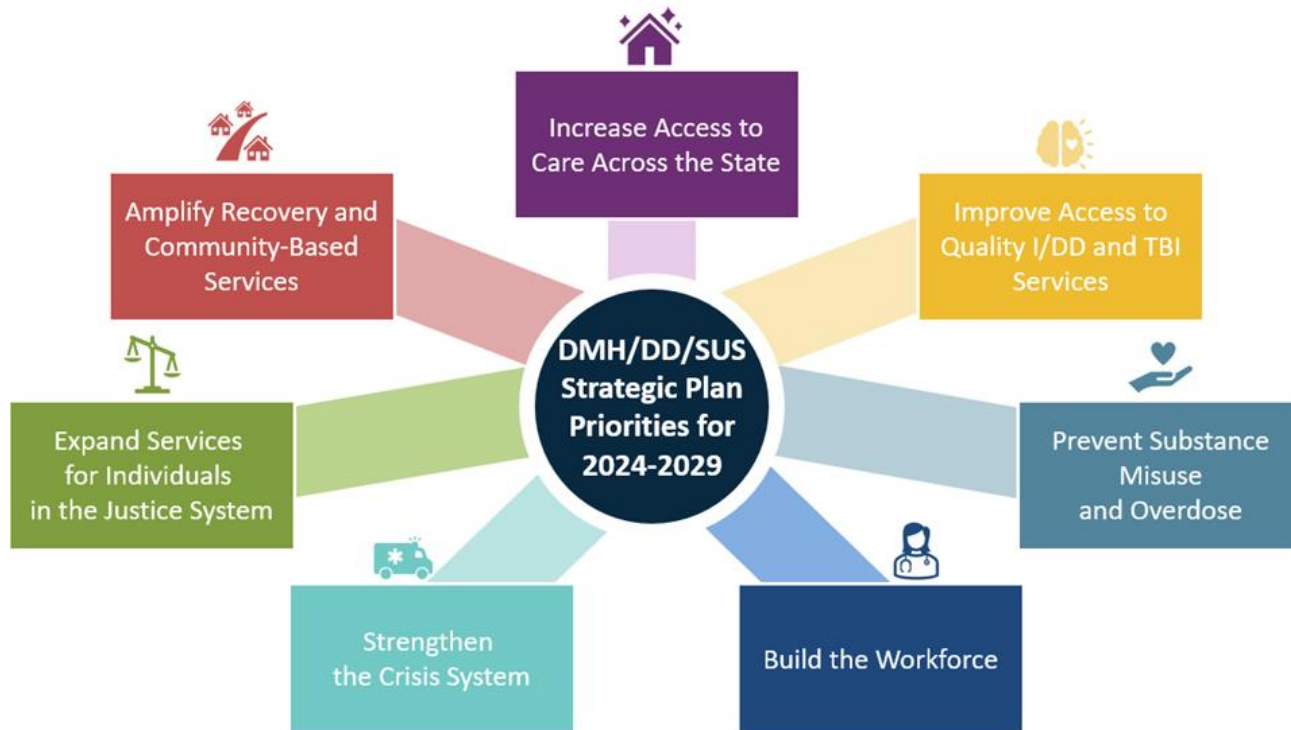 Increase Access to
Care Across the State
Improve Access to
Quality I/DD and TBI
Services
Prevent Substance
Misuse
and Overdose
Build the Workforce
Strengthen
the Crisis System
Expand Services
for Individuals
in the Justice System
Amplify Recovery and
Community-Based
Services
DMH/DD/SUS
Strategic Plan
Priorities for
2024-2029